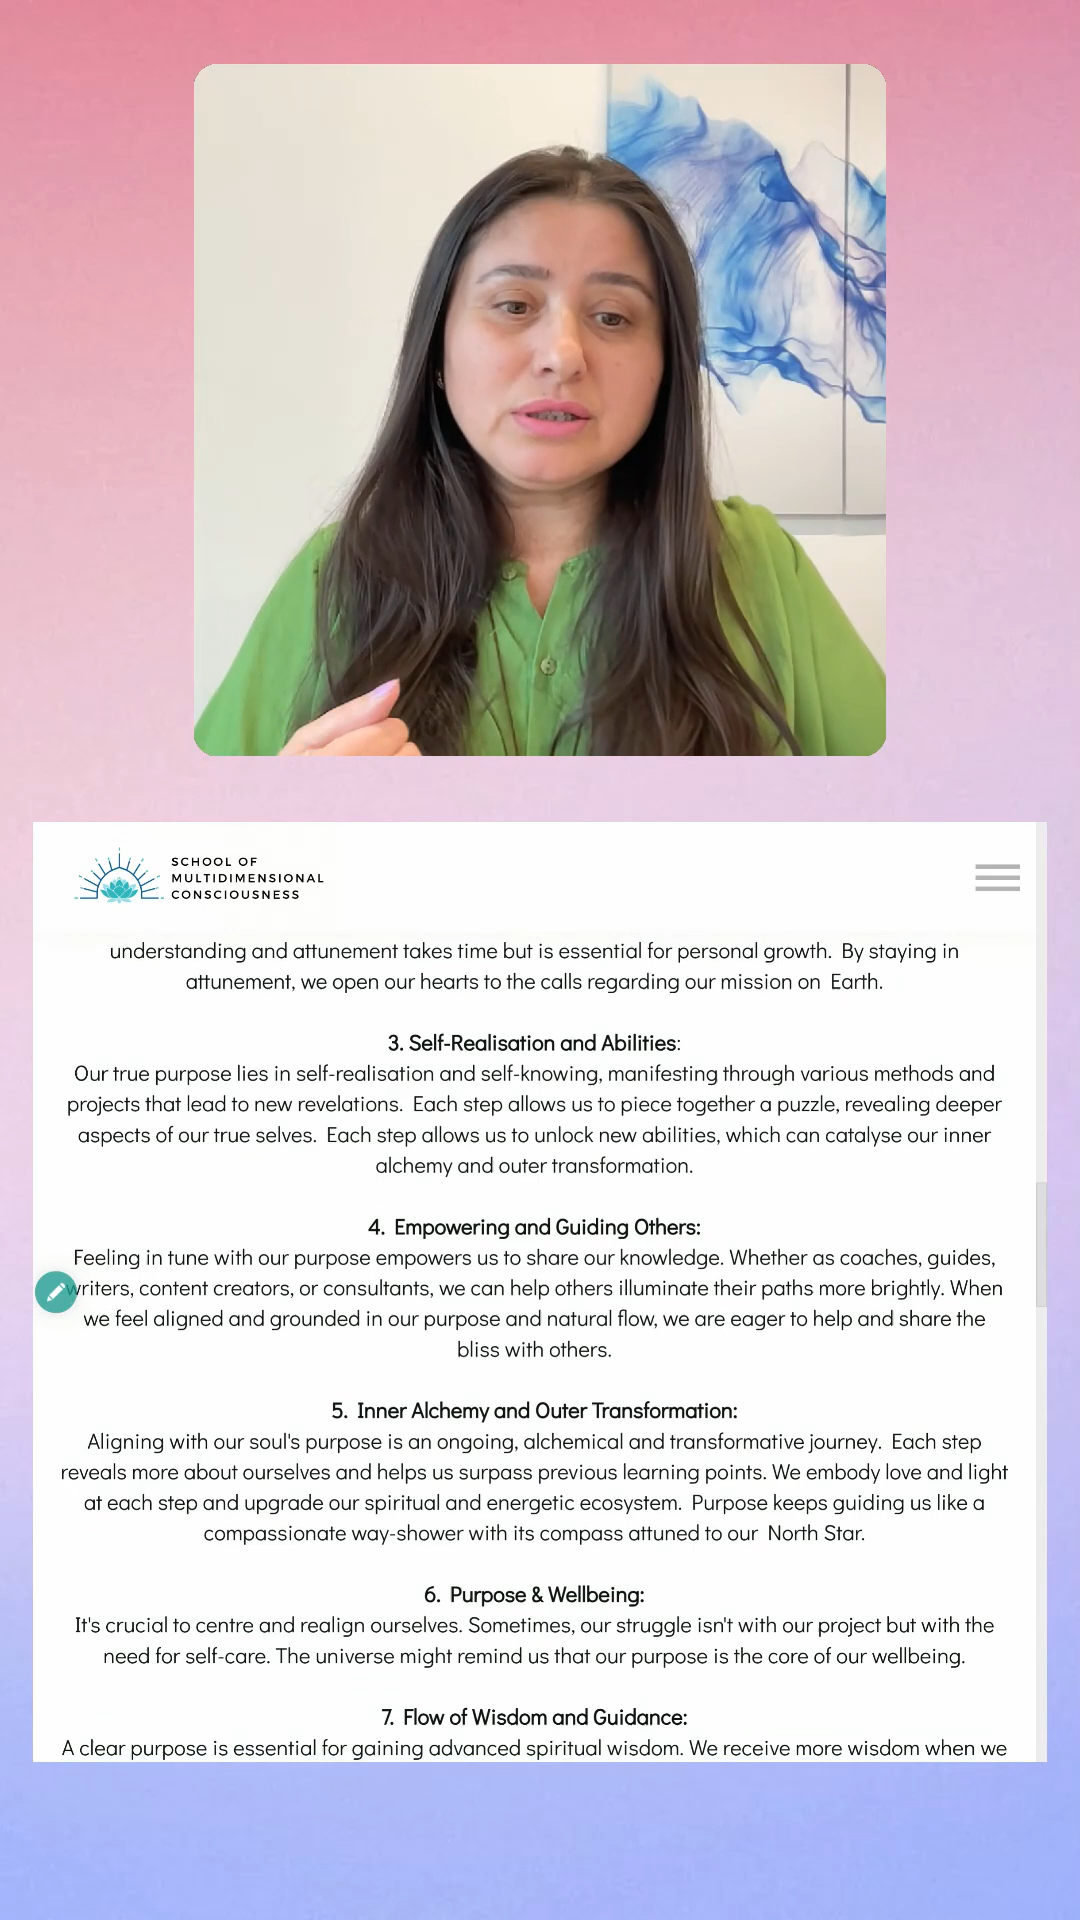 SCHOOL OF
MULTIDIMENSIONAL
CONSCIOUSNESS
understanding and attunement takes time but is essential for personal growth. By staying in
attunement, we open our hearts to the calls regarding our mission on Earth.
3. Self-Realisation and Abilities:
Our true purpose lies in self-realisation and self-knowing, manifesting through various methods and
projects that lead to new revelations. Each step allows us to piece together a puzzle, revealing deeper
aspects of our true selves. Each step allows us to unlock new abilities, which can catalyse our inner
alchemy and outer transformation.
4. Empowering and Guiding Others:
Feeling in tune with our purpose empowers us to share our knowledge. Whether as coaches, guides,
writers, content creators, or consultants, we can help others illuminate their paths more brightly. When
we feel aligned and grounded in our purpose and natural flow, we are eager to help and share the
bliss with others.
5. Inner Alchemy and Outer Transformation:
Aligning with our soul's purpose is an ongoing, alchemical and transformative journey. Each step
reveals more about ourselves and helps us surpass previous learning points. We embody love and light
at each step and upgrade our spiritual and energetic ecosystem. Purpose keeps guiding us like a
compassionate way-shower with its compass attuned to our North Star.
6. Purpose & Wellbeing:
It's crucial to centre and realign ourselves. Sometimes, our struggle isn't with our project but with the
need for self-care. The universe might remind us that our purpose is the core of our wellbeing.
7. Flow of Wisdom and Guidance:
A clear purpose is essential for gaining advanced spiritual wisdom. We receive more wisdom when we